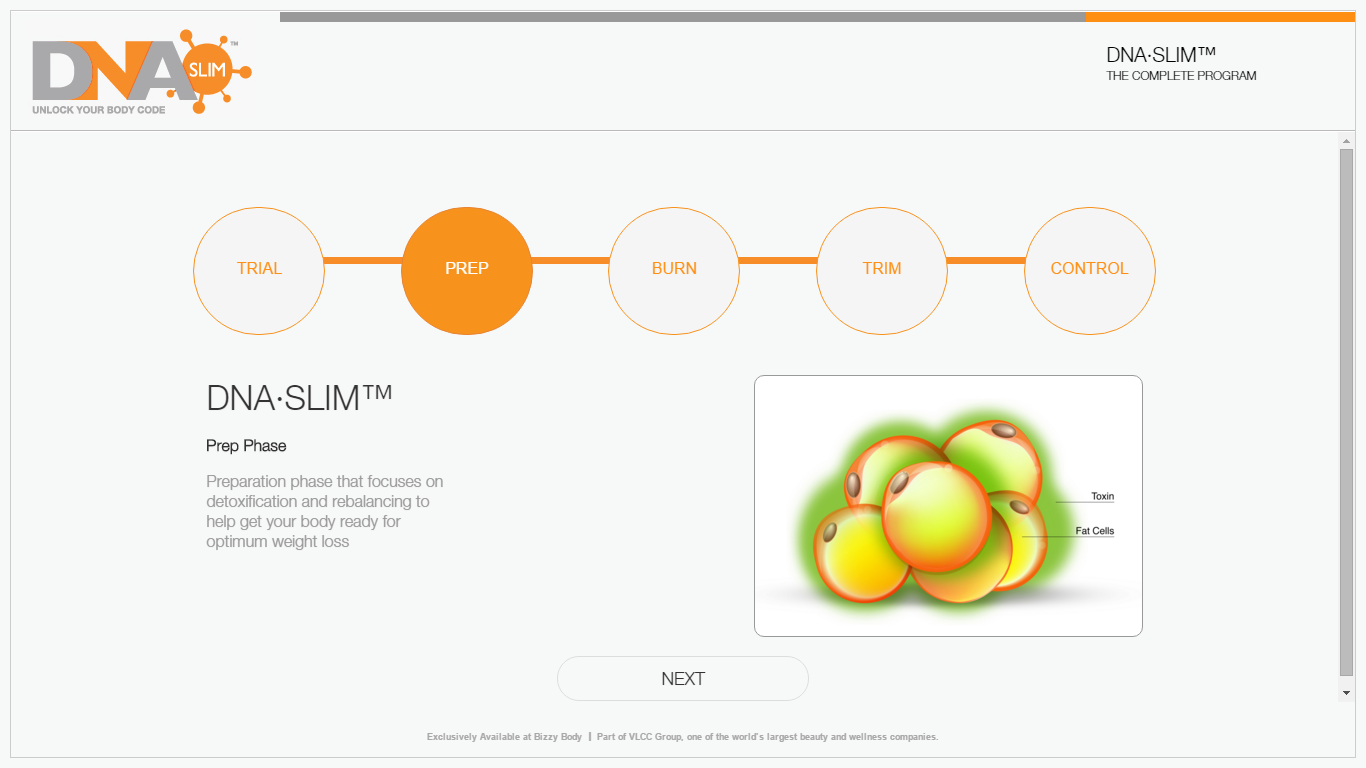 DNA SLIM™
UNLOCK YOUR BODY CODE
DNA·SLIM™
THE COMPLETE PROGRAM
TRIAL
PREP
BURN
TRIM
CONTROL
DNA·SLIM™
Prep Phase
Preparation phase that focuses on
detoxification and rebalancing to
help get your body ready for
optimum weight loss
Toxin
Fat Cells
NEXT
Exclusively Available at Bizzy Body | Part of VLCC Group, one of the world's largest beauty and wellness companies.